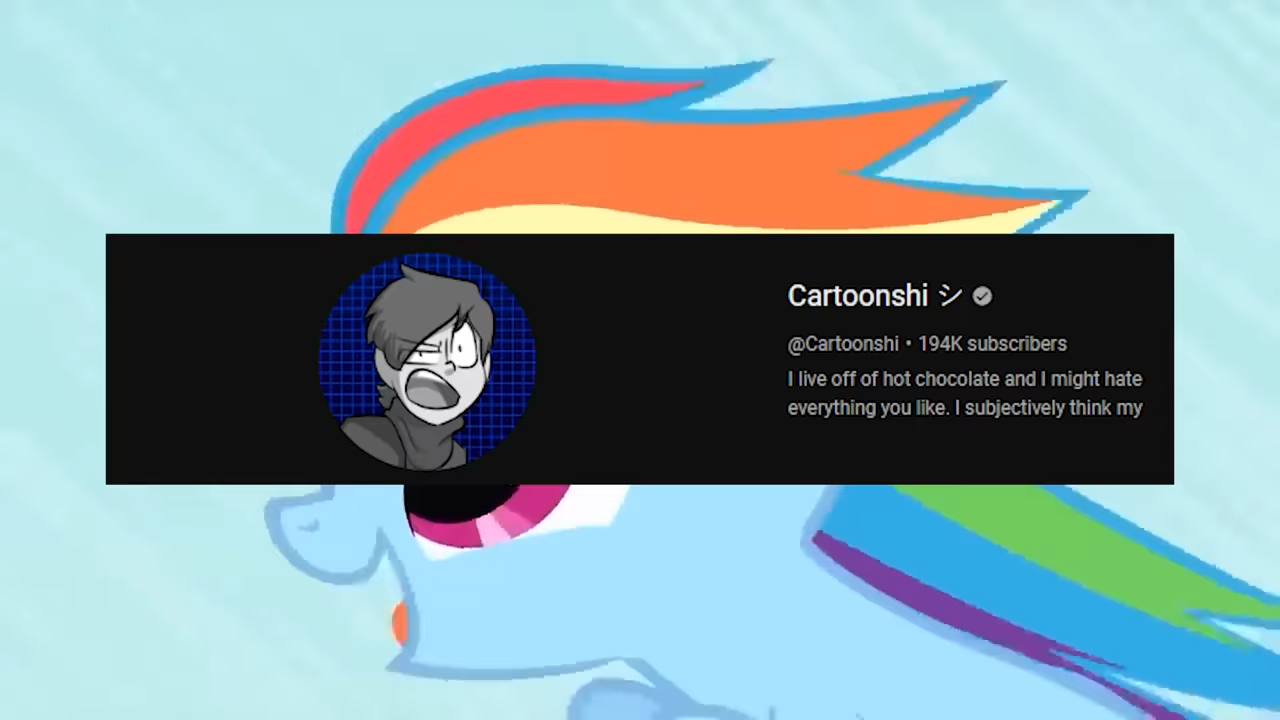 Cartoonshi シ
@Cartoonshi • 194K subscribers
I live off of hot chocolate and I might hate
everything you like. I subjectively think my